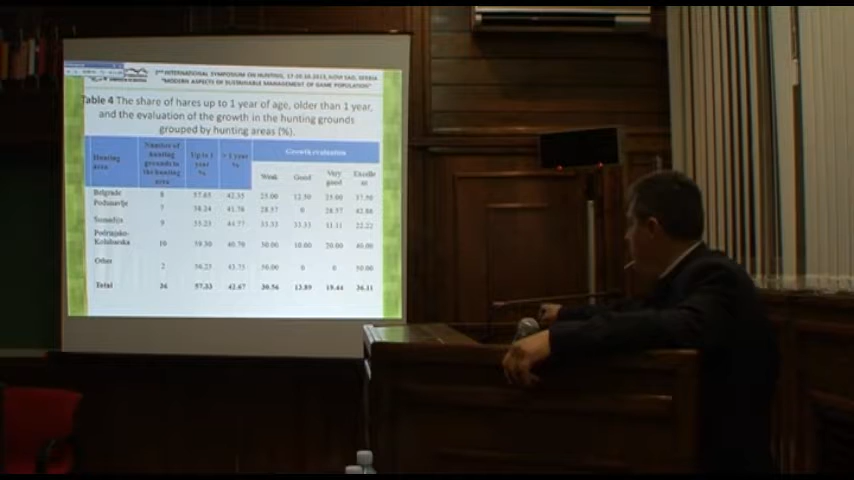 2ND INTERNATIONAL SYMPOSIUM ON HUNTING, 17-20.10.2013, NOVI SAD, SERBIA
"MODERN ASPECTS OF SUSTAINABLE MANAGEMENT OF GAME POPULATION"
Table 4 The share of hares up to 1 year of age, older than 1 year,
and the evaluation of the growth in the hunting grounds
grouped by hunting areas (%).
Hunting area Number of hunting grounds in the hunting area Up to 1 year % > 1 year % Growth evaluation
Weak Good Very good Excellent
Belgrade 8 57.65 42.35 25.00 12.50 25.00 37.50
Podunavlje 7 58.24 41.76 28.57 0 28.57 42.86
Sumadija 9 55.23 44.77 33.33 33.33 11.11 22.22
Podrinjsko-Kolubarska 10 59.30 40.70 30.00 10.00 20.00 40.00
Other 2 56.25 43.75 50.00 0 0 50.00
Total 36 57.33 42.67 30.56 13.89 19.44 36.11